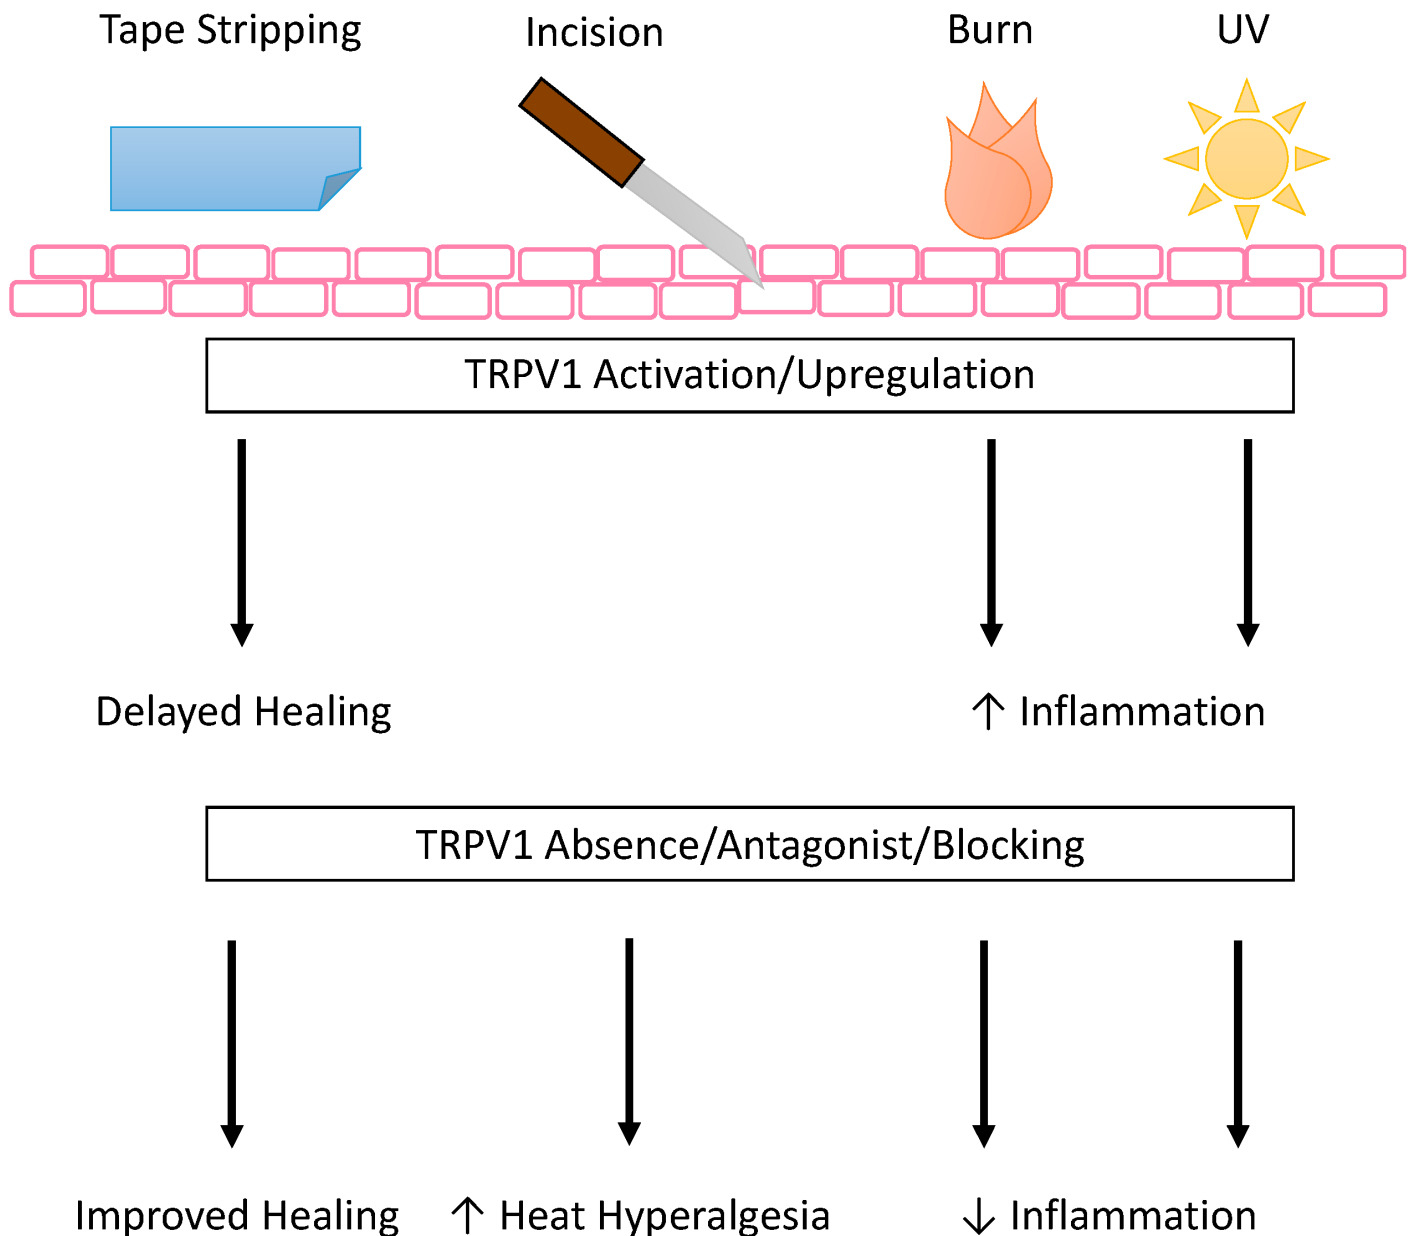 Tape Stripping
Incision
Burn
UV
TRPV1 Activation/Upregulation
Delayed Healing
↑ Inflammation
TRPV1 Absence/Antagonist/Blocking
Improved Healing
↑ Heat Hyperalgesia
↓ Inflammation